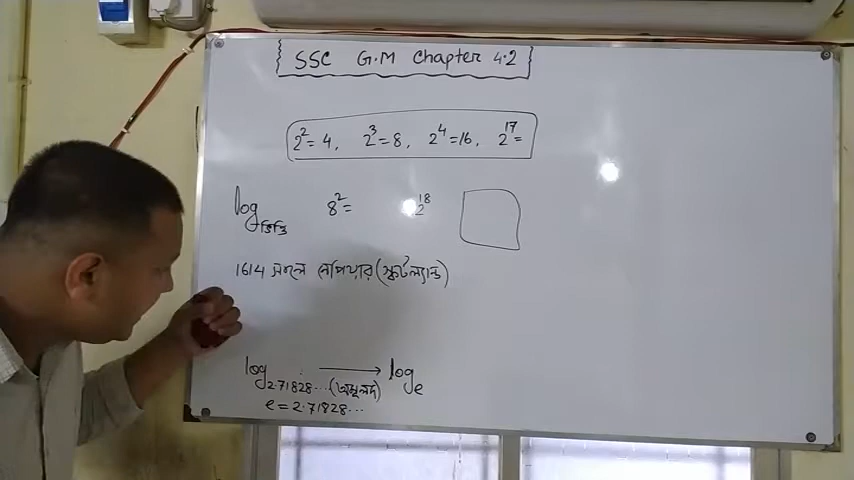 SSC G.M Chapter 4.2
2² = 4, 2³ = 8, 2⁴ = 16, 2¹⁷ =
log ভিত্তি 8² = 2¹⁸
1614 সালে নেপিয়ার (স্কটল্যান্ড)
log₂.₇₁₈₂₈... (অমূলদ) → logₑ
e = 2.71828...